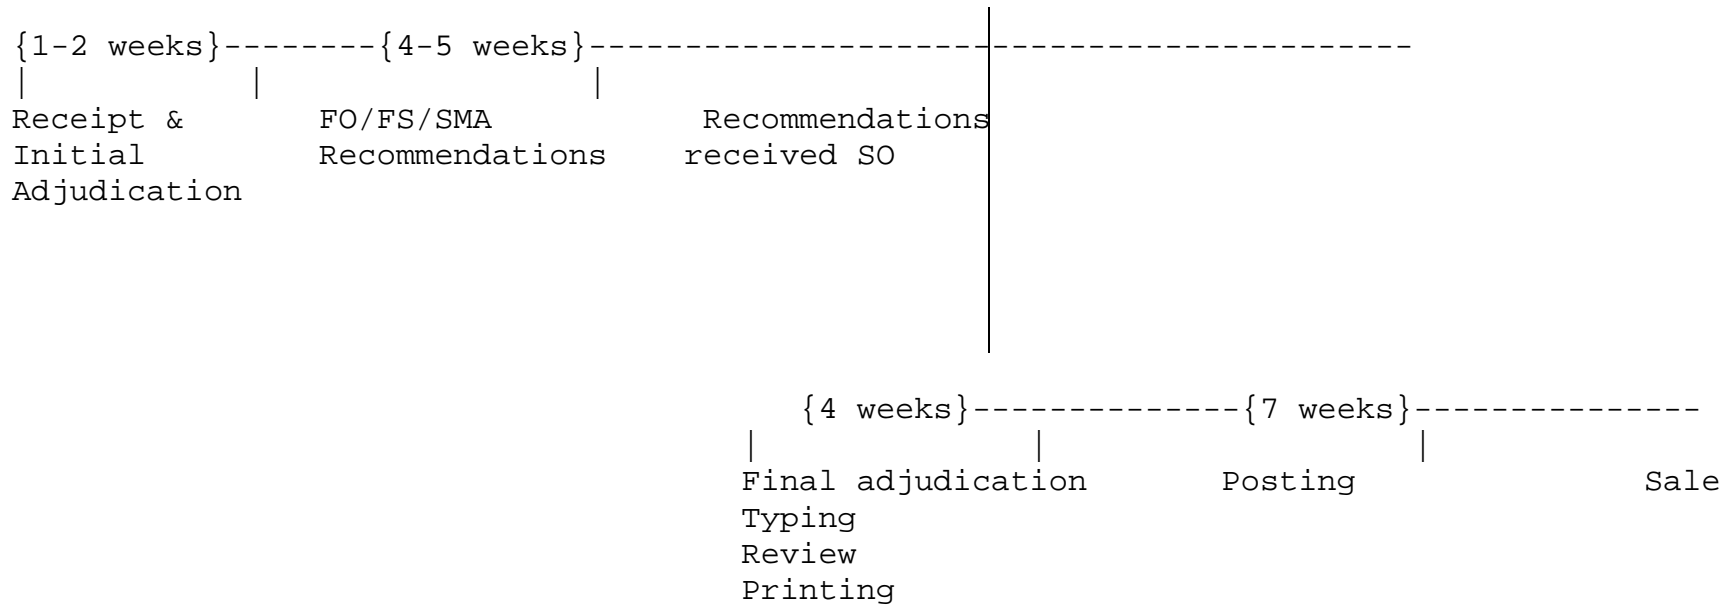 {1-2 weeks}--------{4-5 weeks}-------------------------------------------
| | |
Receipt & FO/FS/SMA Recommendations
Initial Recommendations received SO
Adjudication
{4 weeks}--------------{7 weeks}---------------
| | |
Final adjudication Posting Sale
Typing
Review
Printing